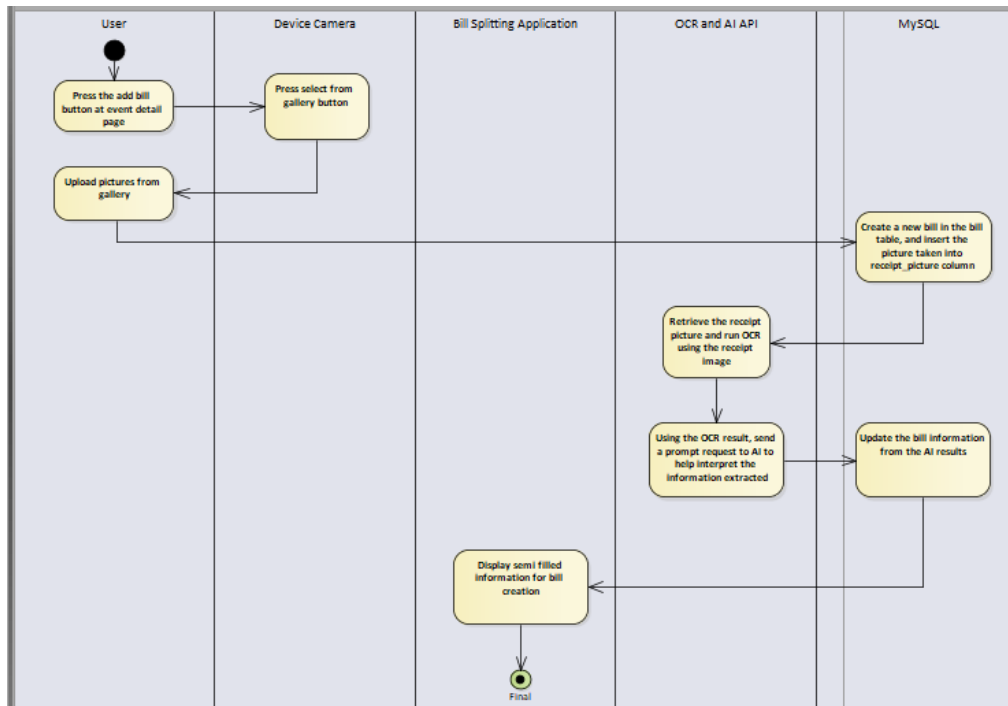 User
Device Camera
Bill Splitting Application
OCR and AI API
MySQL
Press the add bill
button at event detail
page
Press select from
gallery button
Upload pictures from
gallery
Create a new bill in the bill
table, and insert the
picture taken into
receipt_picture column
Retrieve the receipt
picture and run OCR
using the receipt
image
Using the OCR result, send
a prompt request to AI to
help interpret the
information extracted
Update the bill information
from the AI results
Display semi filled
information for bill
creation
Final